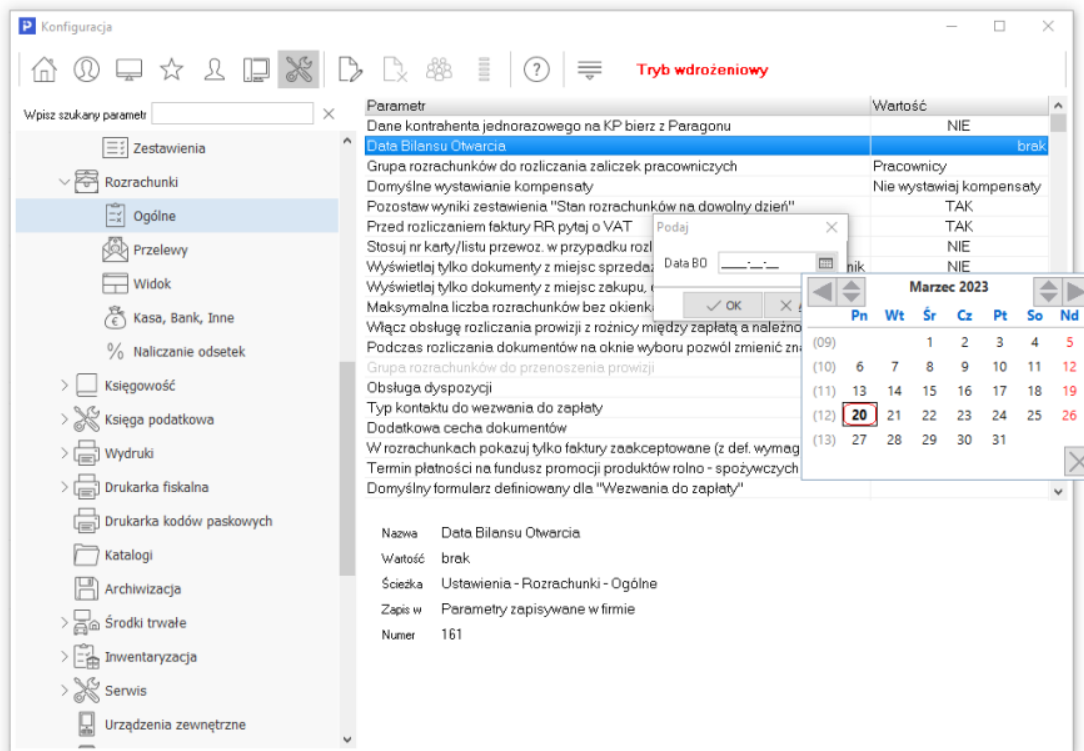 Konfiguracja
Tryb wdrożeniowy
Wpisz szukany parametr
Zestawienia
Rozrachunki
Ogólne
Przelewy
Widok
Kasa, Bank, Inne
Naliczanie odsetek
Księgowość
Księga podatkowa
Wydruki
Drukarka fiskalna
Drukarka kodów paskowych
Katalogi
Archiwizacja
Środki trwałe
Inwentaryzacja
Serwis
Urządzenia zewnętrzne
Parametr Wartość
Dane kontrahenta jednorazowego na KP bierz z Paragonu NIE
Data Bilansu Otwarcia brak
Grupa rozrachunków do rozliczania zaliczek pracowniczych Pracownicy
Domyślne wystawianie kompensaty Nie wystawiaj kompensaty
Pozostaw wyniki zestawienia "Stan rozrachunków na dowolny dzień" TAK
Przed rozliczaniem faktury RR pytaj o VAT TAK
Stosuj nr karty/listu przewoz. w przypadku rozl NIE
Wyświetlaj tylko dokumenty z miejsc sprzedaż nik NIE
Wyświetlaj tylko dokumenty z miejsc zakupu,
Maksymalna liczba rozrachunków bez okienk
Włącz obsługę rozliczania prowizji z rożnicy między zapłatą a należno
Podczas rozliczania dokumentów na oknie wyboru pozwól zmienić zn
Grupa rozrachunków do przenoszenia prowizji
Obsługa dyspozycji
Typ kontaktu do wezwania do zapłaty
Dodatkowa cecha dokumentów
W rozrachunkach pokazuj tylko faktury zaakceptowane (z def. wymag
Termin płatności na fundusz promocji produktów rolno - spożywczych
Domyślny formularz definiowany dla "Wezwania do zapłaty"
Podaj
Data BO ____-__-__
OK
Marzec 2023
Pn Wt Śr Cz Pt So Nd
(09) 1 2 3 4 5
(10) 6 7 8 9 10 11 12
(11) 13 14 15 16 17 18 19
(12) 20 21 22 23 24 25 26
(13) 27 28 29 30 31
Nazwa Data Bilansu Otwarcia
Wartość brak
Ścieżka Ustawienia - Rozrachunki - Ogólne
Zapis w Parametry zapisywane w firmie
Numer 161